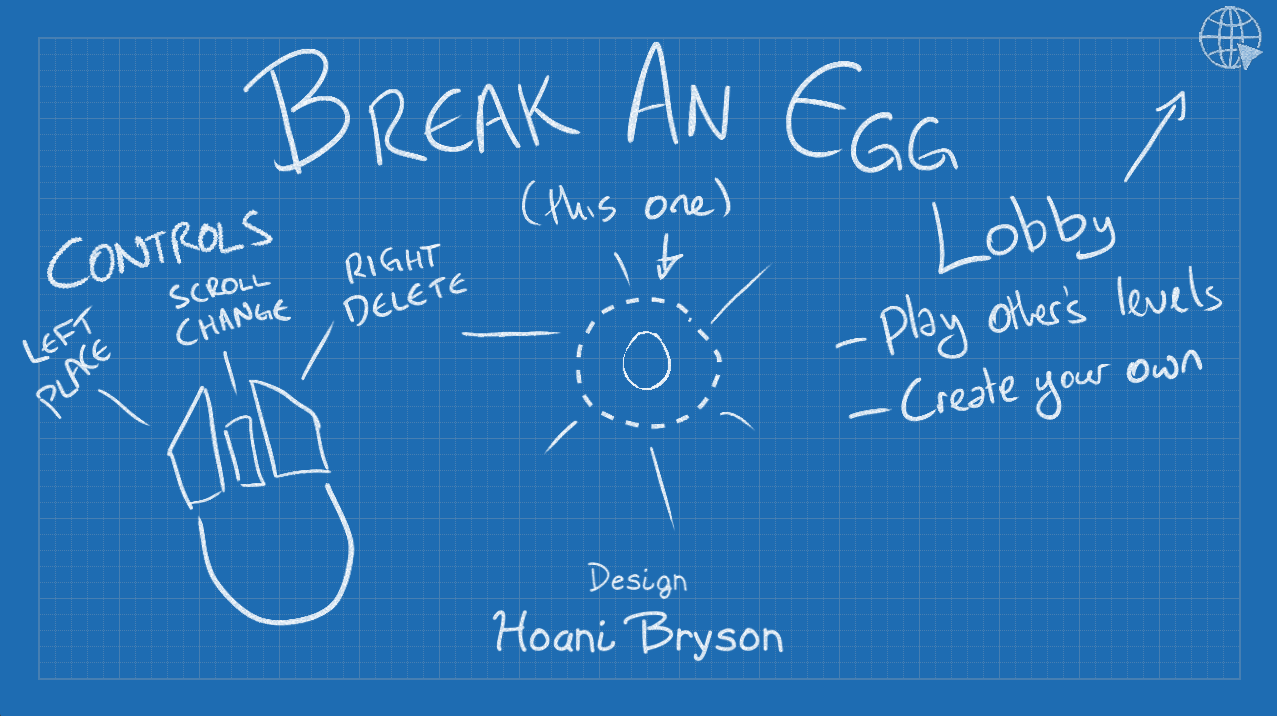 BREAK AN EGG
(this one)
CONTROLS
LEFT
PLACE
SCROLL
CHANGE
RIGHT
DELETE
Lobby
- Play other's levels
- Create your own
Design
Hoani Bryson